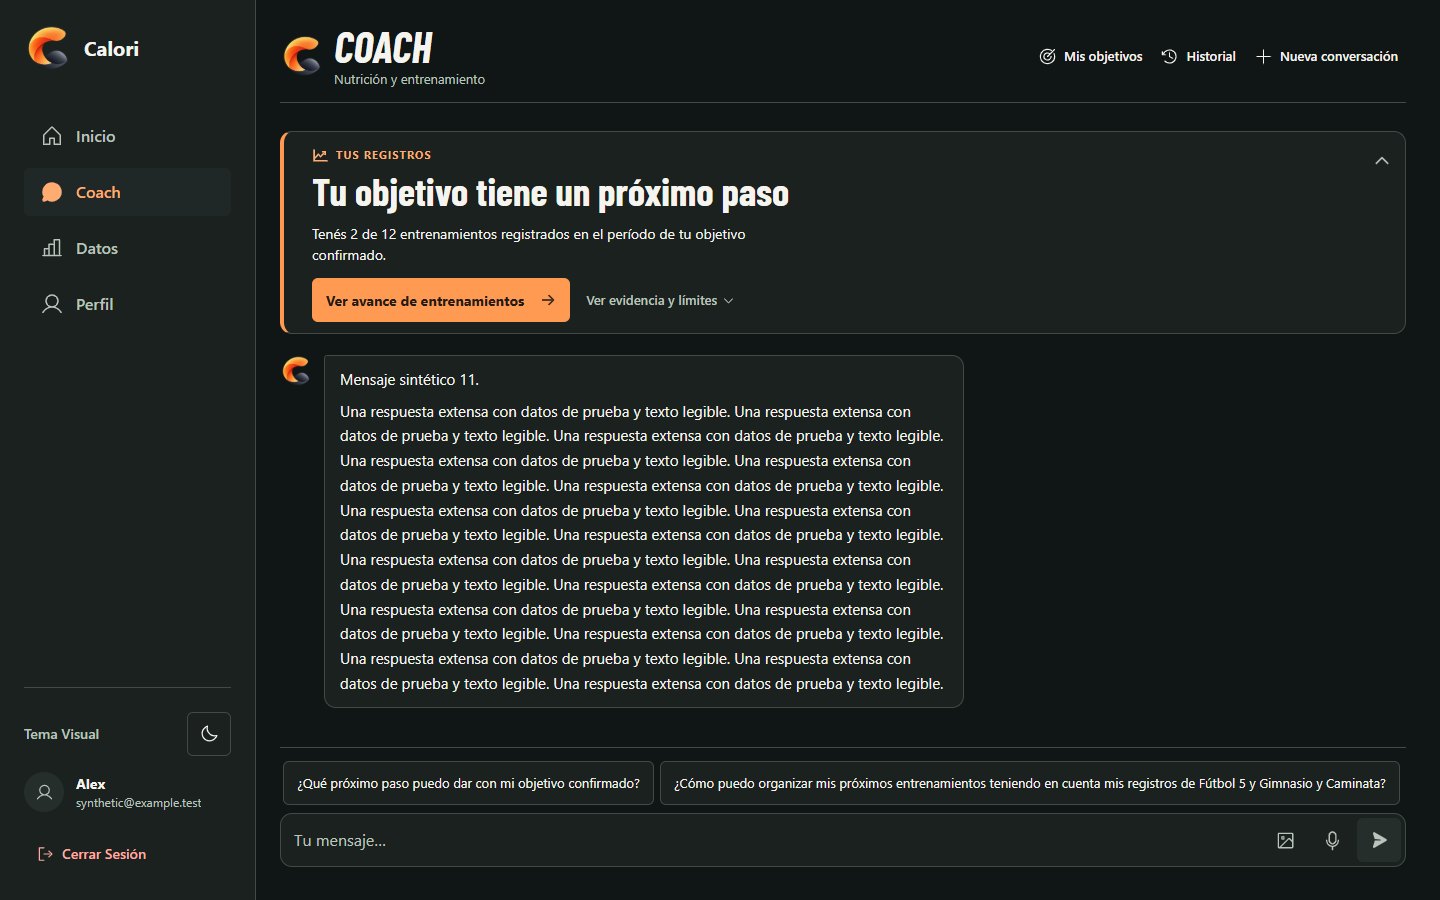 Calori
Inicio
Coach
Datos
Perfil
Tema Visual
Alex
synthetic@example.test
Cerrar Sesión
COACH
Nutrición y entrenamiento
Mis objetivos
Historial
Nueva conversación
TUS REGISTROS
Tu objetivo tiene un próximo paso
Tenés 2 de 12 entrenamientos registrados en el período de tu objetivo
confirmado.
Ver avance de entrenamientos
Ver evidencia y límites
Mensaje sintético 11.
Una respuesta extensa con datos de prueba y texto legible. Una respuesta extensa con
datos de prueba y texto legible. Una respuesta extensa con datos de prueba y texto legible.
Una respuesta extensa con datos de prueba y texto legible. Una respuesta extensa con
datos de prueba y texto legible. Una respuesta extensa con datos de prueba y texto legible.
Una respuesta extensa con datos de prueba y texto legible. Una respuesta extensa con
datos de prueba y texto legible. Una respuesta extensa con datos de prueba y texto legible.
Una respuesta extensa con datos de prueba y texto legible. Una respuesta extensa con
datos de prueba y texto legible. Una respuesta extensa con datos de prueba y texto legible.
Una respuesta extensa con datos de prueba y texto legible. Una respuesta extensa con
datos de prueba y texto legible. Una respuesta extensa con datos de prueba y texto legible.
Una respuesta extensa con datos de prueba y texto legible. Una respuesta extensa con
datos de prueba y texto legible. Una respuesta extensa con datos de prueba y texto legible.
¿Qué próximo paso puedo dar con mi objetivo confirmado?
¿Cómo puedo organizar mis próximos entrenamientos teniendo en cuenta mis registros de Fútbol 5 y Gimnasio y Caminata?
Tu mensaje...